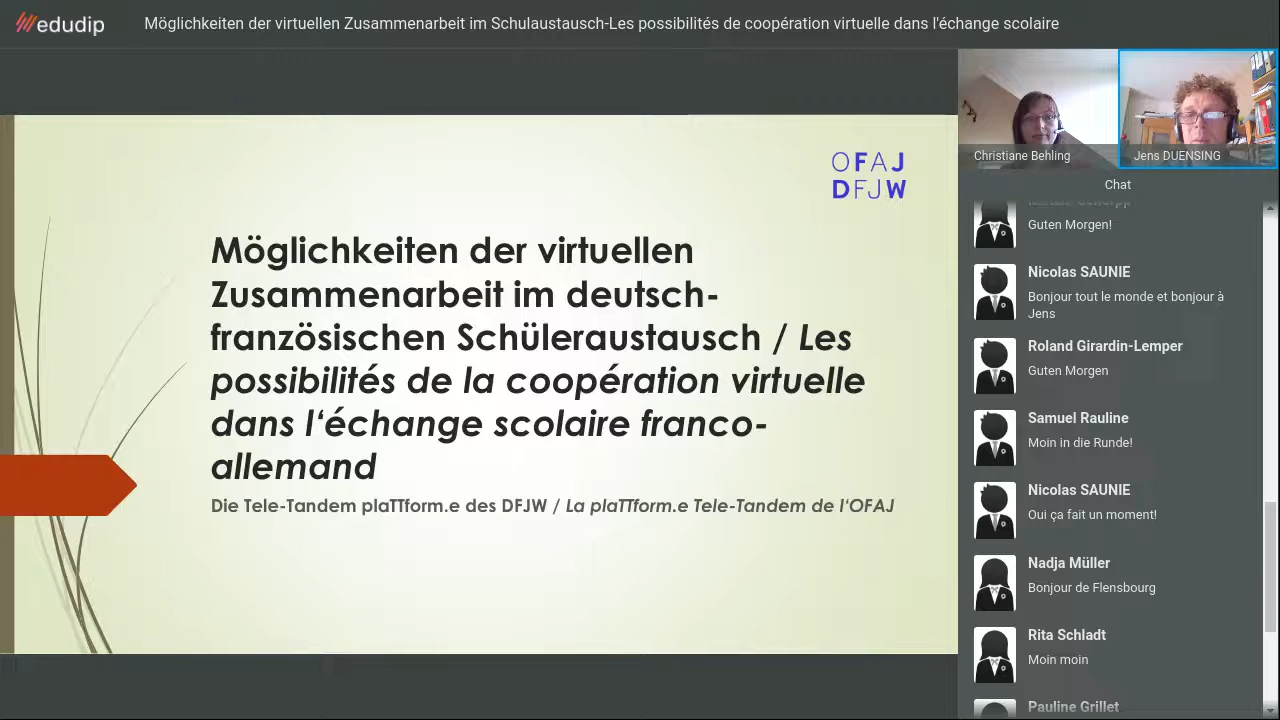 edudip
Möglichkeiten der virtuellen Zusammenarbeit im Schulaustausch-Les possibilités de coopération virtuelle dans l'échange scolaire
OFAJ
DFJW
Möglichkeiten der virtuellen
Zusammenarbeit im deutsch-
französischen Schüleraustausch / Les
possibilités de la coopération virtuelle
dans l‘échange scolaire franco-
allemand
Die Tele-Tandem plaTTform.e des DFJW / La plaTTform.e Tele-Tandem de l‘OFAJ
Christiane Behling
Jens DUENSING
Chat
Guten Morgen!
Nicolas SAUNIE
Bonjour tout le monde et bonjour à
Jens
Roland Girardin-Lemper
Guten Morgen
Samuel Rauline
Moin in die Runde!
Nicolas SAUNIE
Oui ça fait un moment!
Nadja Müller
Bonjour de Flensbourg
Rita Schladt
Moin moin
Pauline Grillet